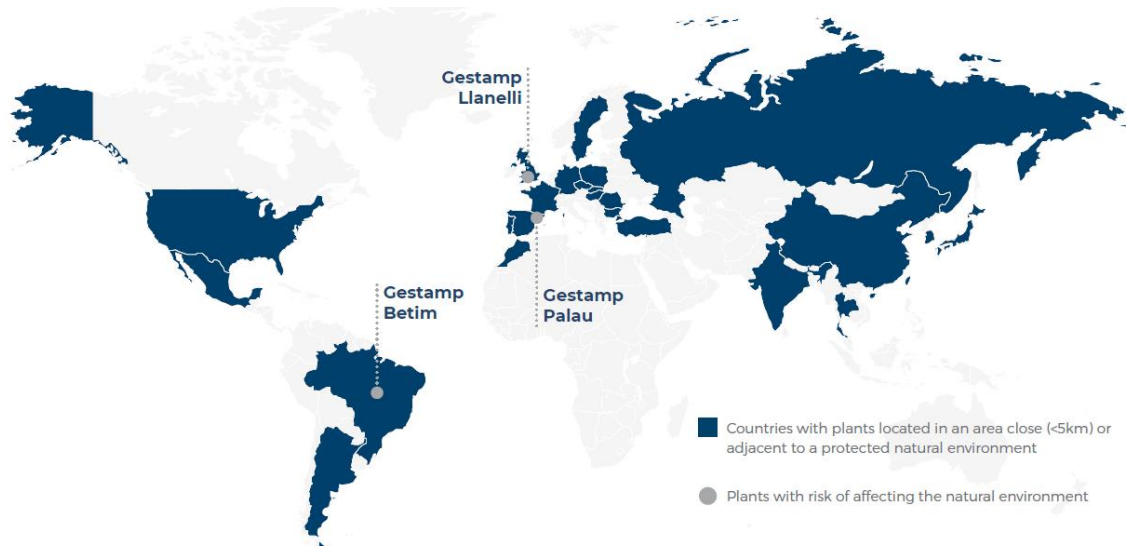 Gestamp
Llanelli
Gestamp
Betim
Gestamp
Palau
Countries with plants located in an area close (<5km) or
adjacent to a protected natural environment
Plants with risk of affecting the natural environment